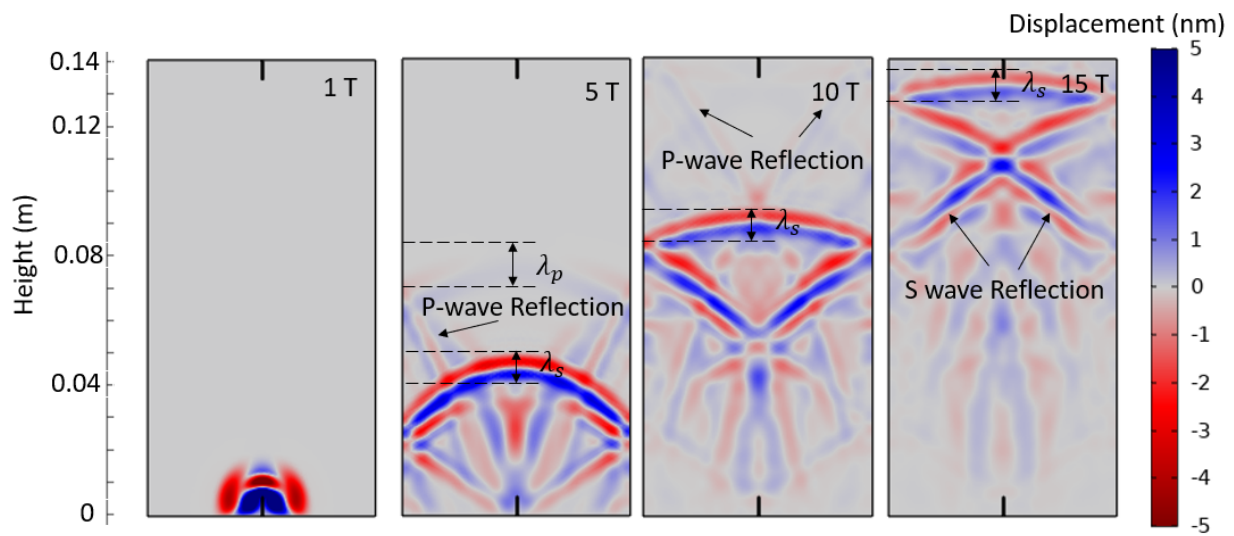 Displacement (nm)
Height (m)
0.14
0.12
0.08
0.04
0
1 T
5 T
λp
P-wave Reflection
λs
10 T
P-wave Reflection
λs
15 T
λs
S wave Reflection
5
4
3
2
1
0
-1
-2
-3
-4
-5